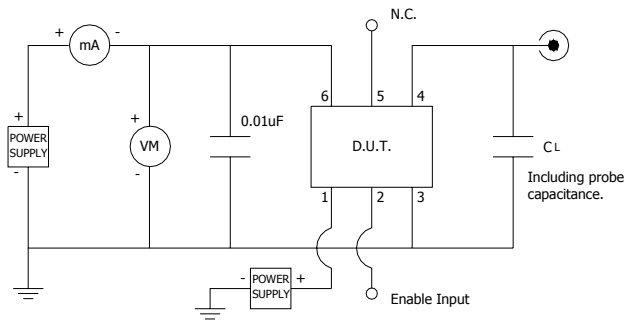 N.C.
+ mA -
6 5 4
+
POWER
SUPPLY
-
+
VM
-
0.01uF
D.U.T.
CL
Including probe
capacitance.
1 2 3
- POWER
SUPPLY +
Enable Input